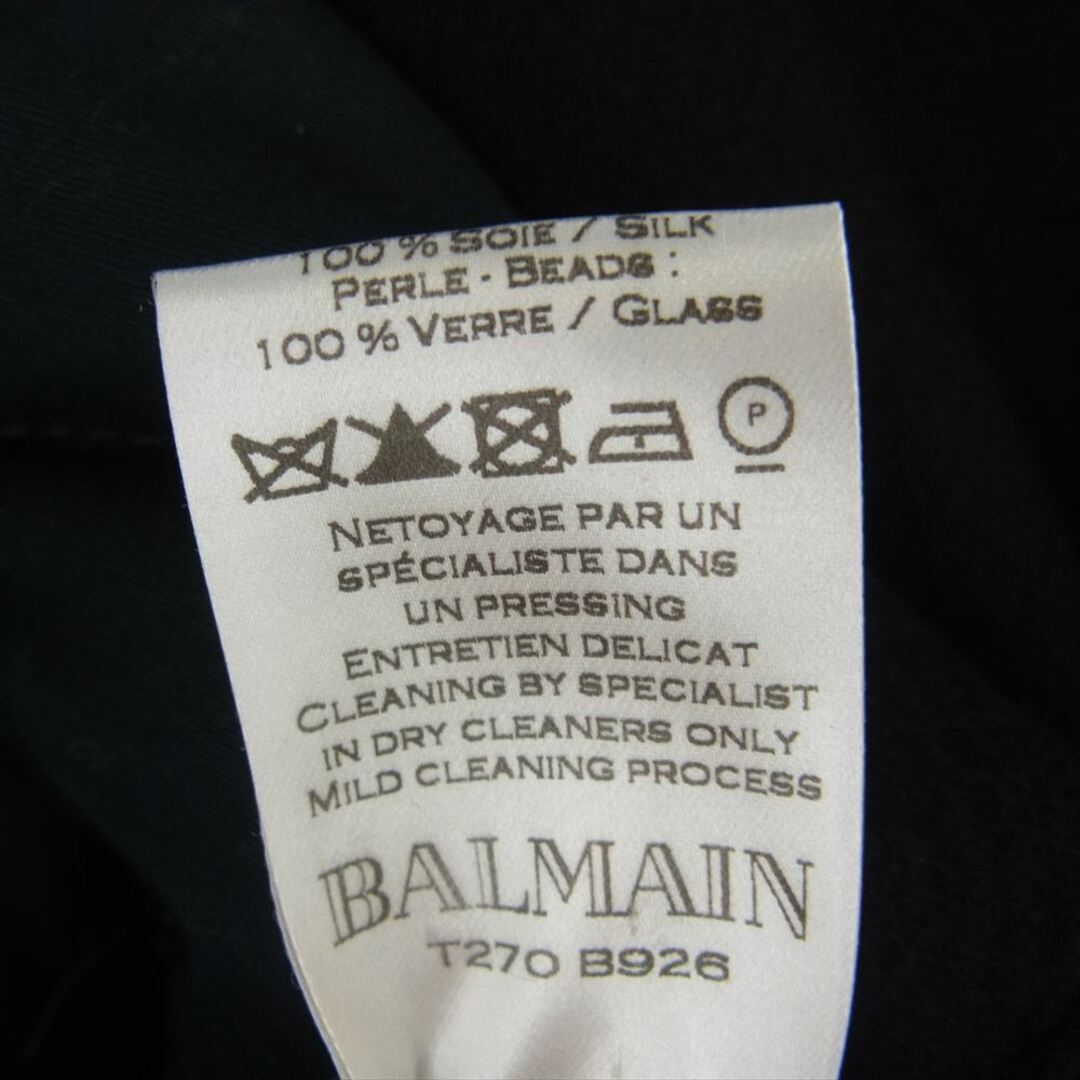 100 % SOIE / SILK
PERLE - BEADS :
100 % VERRE / GLASS
P
NETOYAGE PAR UN
SPÉCIALISTE DANS
UN PRESSING
ENTRETIEN DELICAT
CLEANING BY SPECIALIST
IN DRY CLEANERS ONLY
MILD CLEANING PROCESS
BALMAIN
T270 B926